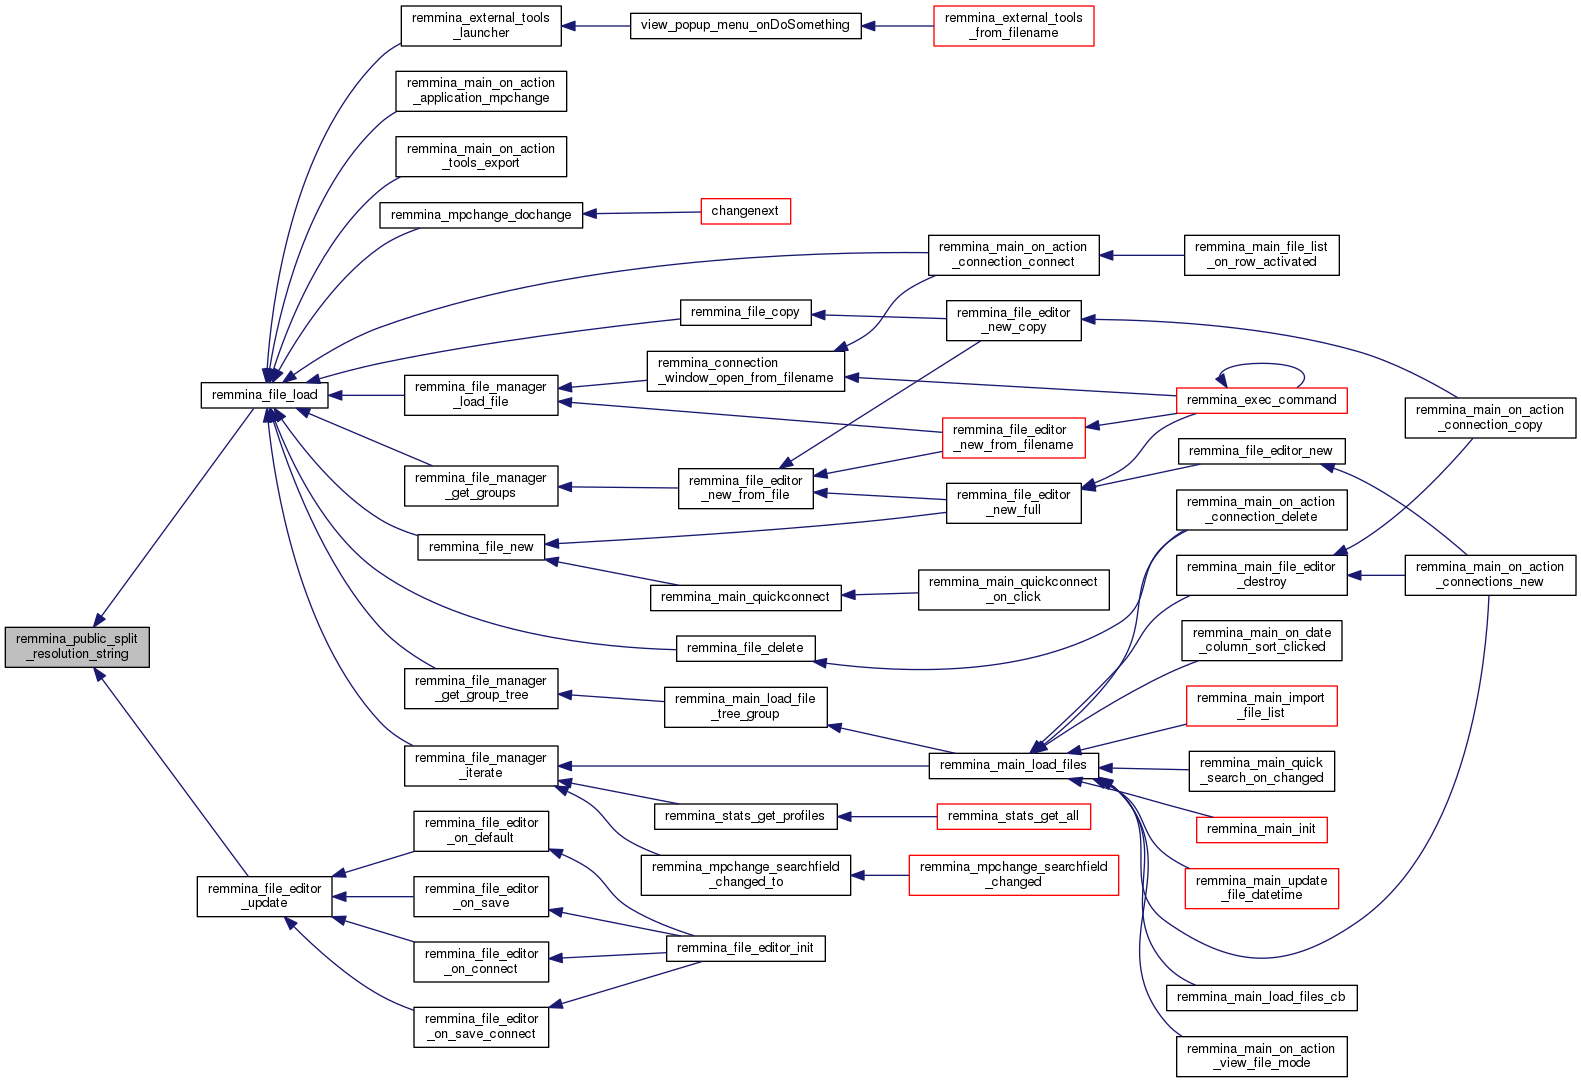 remmina_public_split
_resolution_string
remmina_file_load
remmina_file_editor
_update
remmina_external_tools
_launcher
remmina_main_on_action
_application_mpchange
remmina_main_on_action
_tools_export
remmina_mpchange_dochange
remmina_file_manager
_load_file
remmina_file_manager
_get_groups
remmina_file_new
remmina_file_manager
_get_group_tree
remmina_file_manager
_iterate
remmina_file_editor
_on_default
remmina_file_editor
_on_save
remmina_file_editor
_on_connect
remmina_file_editor
_on_save_connect
view_popup_menu_onDoSomething
changenext
remmina_file_copy
remmina_connection
_window_open_from_filename
remmina_file_editor
_new_from_file
remmina_main_quickconnect
remmina_file_delete
remmina_main_load_file
_tree_group
remmina_stats_get_profiles
remmina_mpchange_searchfield
_changed_to
remmina_file_editor_init
remmina_external_tools
_from_filename
remmina_main_on_action
_connection_connect
remmina_file_editor
_new_copy
remmina_file_editor
_new_from_filename
remmina_file_editor
_new_full
remmina_main_quickconnect
_on_click
remmina_main_load_files
remmina_stats_get_all
remmina_mpchange_searchfield
_changed
remmina_main_file_list
_on_row_activated
remmina_exec_command
remmina_file_editor_new
remmina_main_on_action
_connection_delete
remmina_main_file_editor
_destroy
remmina_main_on_date
_column_sort_clicked
remmina_main_import
_file_list
remmina_main_quick
_search_on_changed
remmina_main_init
remmina_main_update
_file_datetime
remmina_main_load_files_cb
remmina_main_on_action
_view_file_mode
remmina_main_on_action
_connection_copy
remmina_main_on_action
_connections_new